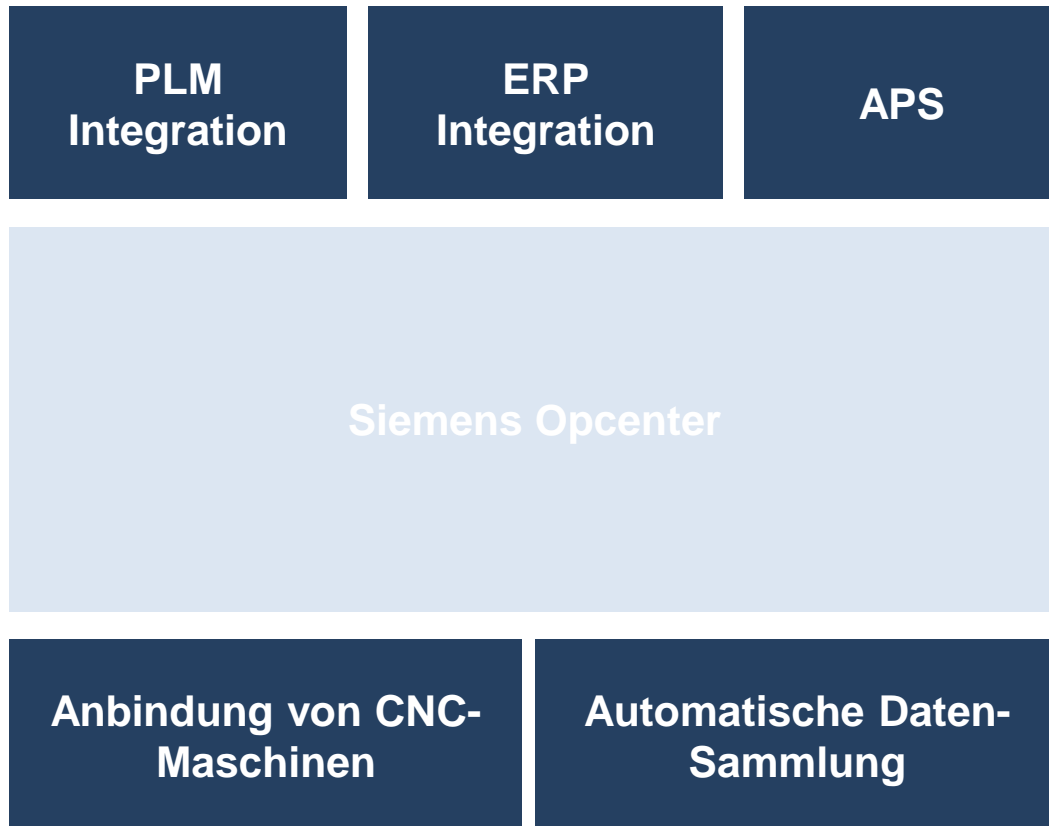 PLM
Integration
ERP
Integration
APS
Siemens Opcenter
Anbindung von CNC-
Maschinen
Automatische Daten-
Sammlung